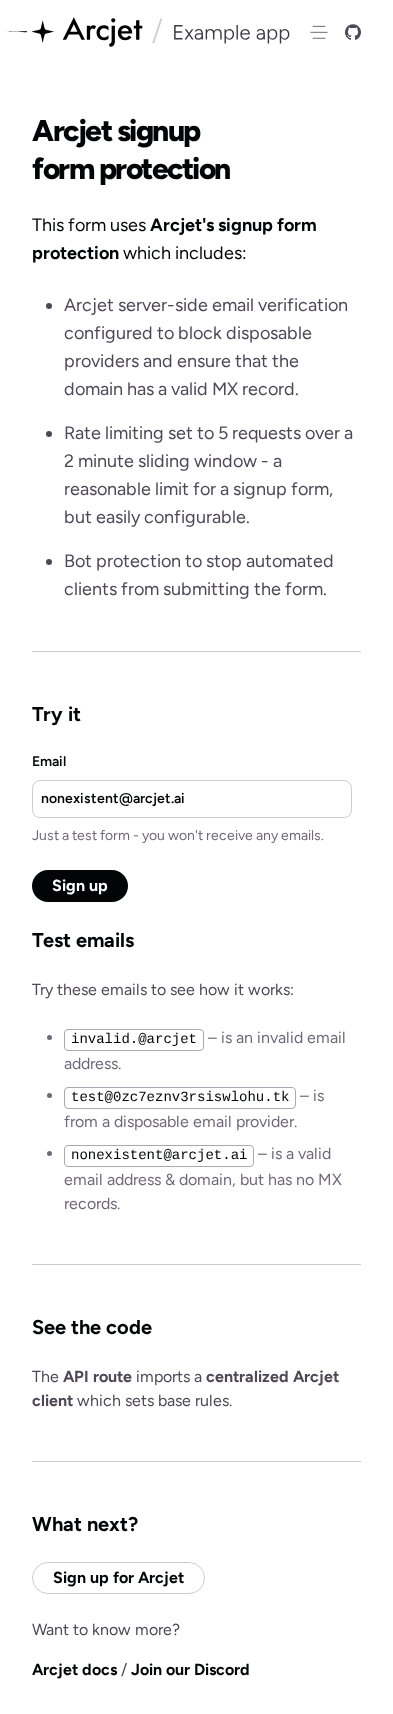 Arcjet / Example app
Arcjet signup
form protection
This form uses Arcjet's signup form
protection which includes:
• Arcjet server-side email verification
configured to block disposable
providers and ensure that the
domain has a valid MX record.
• Rate limiting set to 5 requests over a
2 minute sliding window - a
reasonable limit for a signup form,
but easily configurable.
• Bot protection to stop automated
clients from submitting the form.
Try it
Email
nonexistent@arcjet.ai
Just a test form - you won't receive any emails.
Sign up
Test emails
Try these emails to see how it works:
• invalid.@arcjet – is an invalid email
address.
• test@0zc7eznv3rsiswlohu.tk – is
from a disposable email provider.
• nonexistent@arcjet.ai – is a valid
email address & domain, but has no MX
records.
See the code
The API route imports a centralized Arcjet
client which sets base rules.
What next?
Sign up for Arcjet
Want to know more?
Arcjet docs / Join our Discord